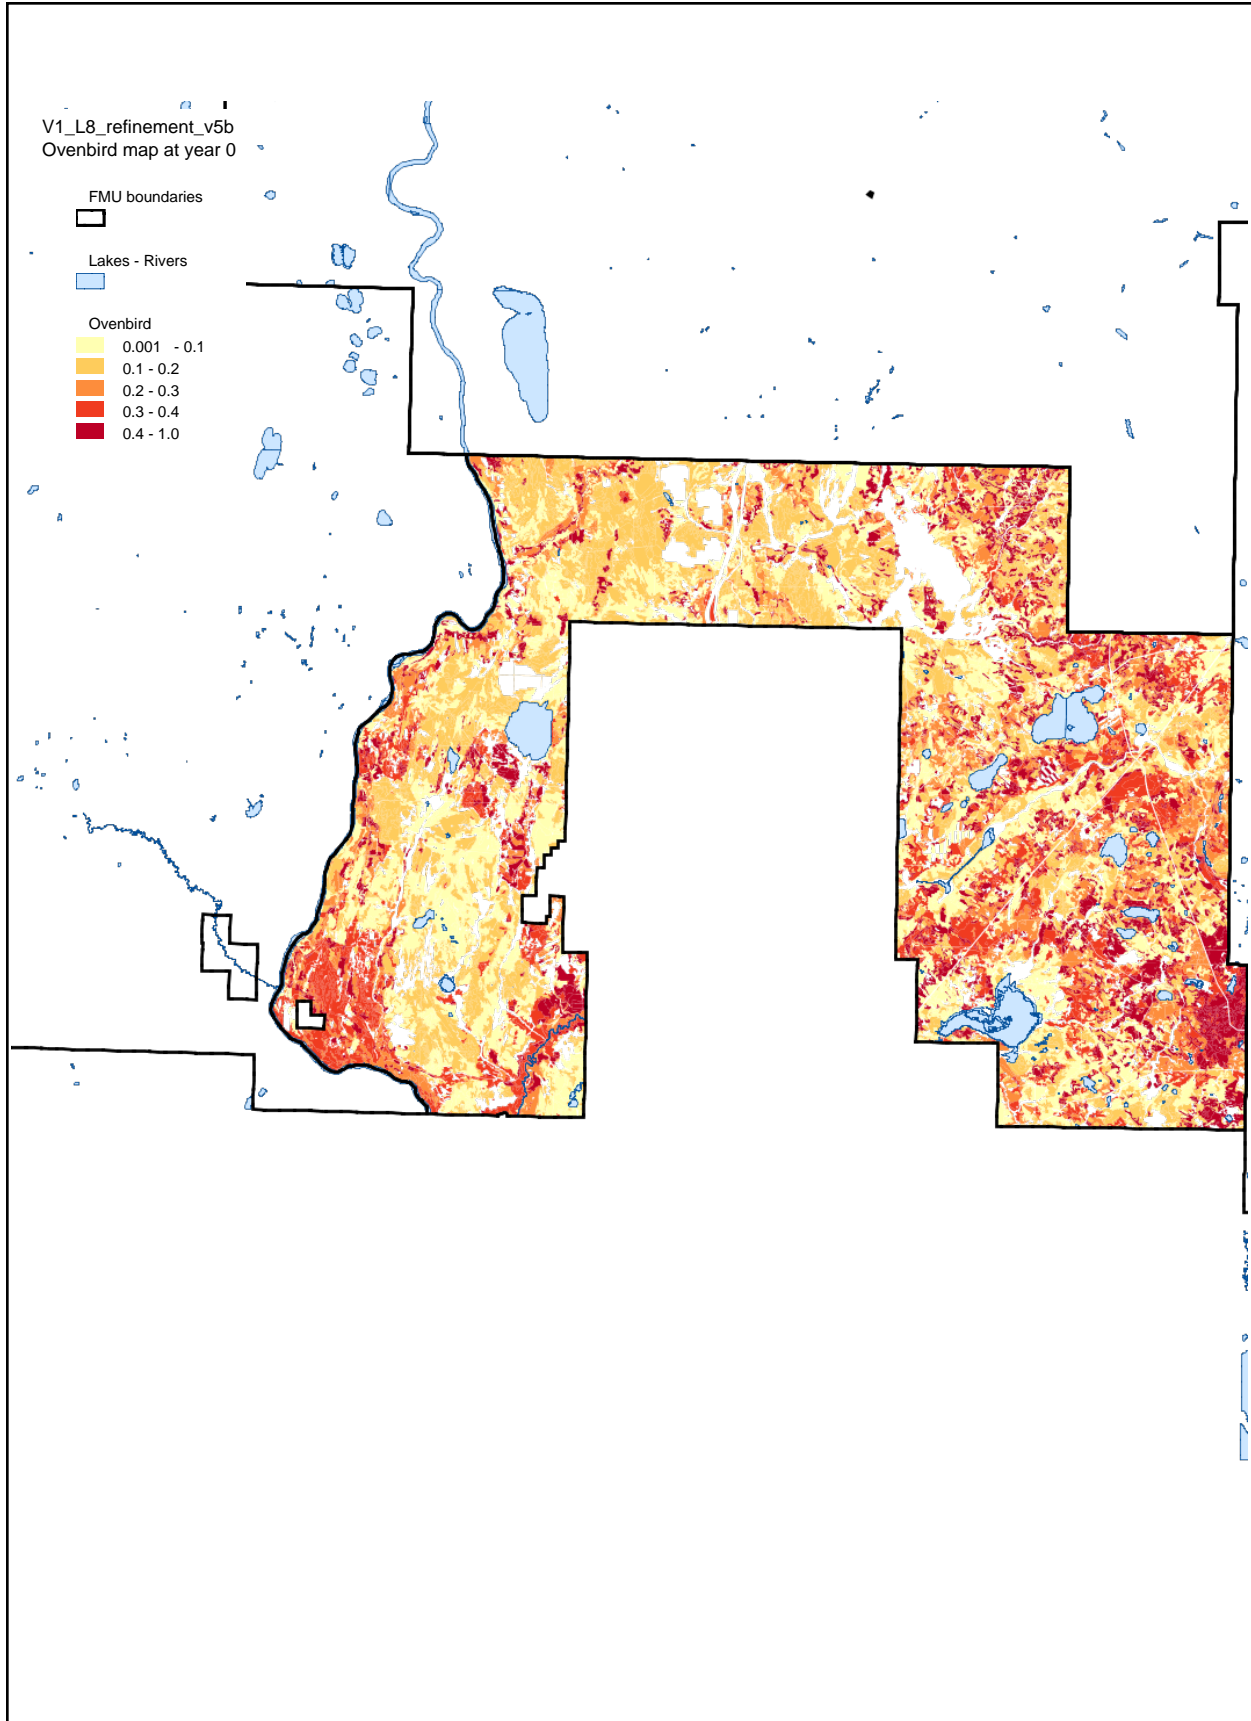 V1_L8_refinement_v5b
Ovenbird map at year 0
FMU boundaries
Lakes - Rivers
Ovenbird
0.001 - 0.1
0.1 - 0.2
0.2 - 0.3
0.3 - 0.4
0.4 - 1.0